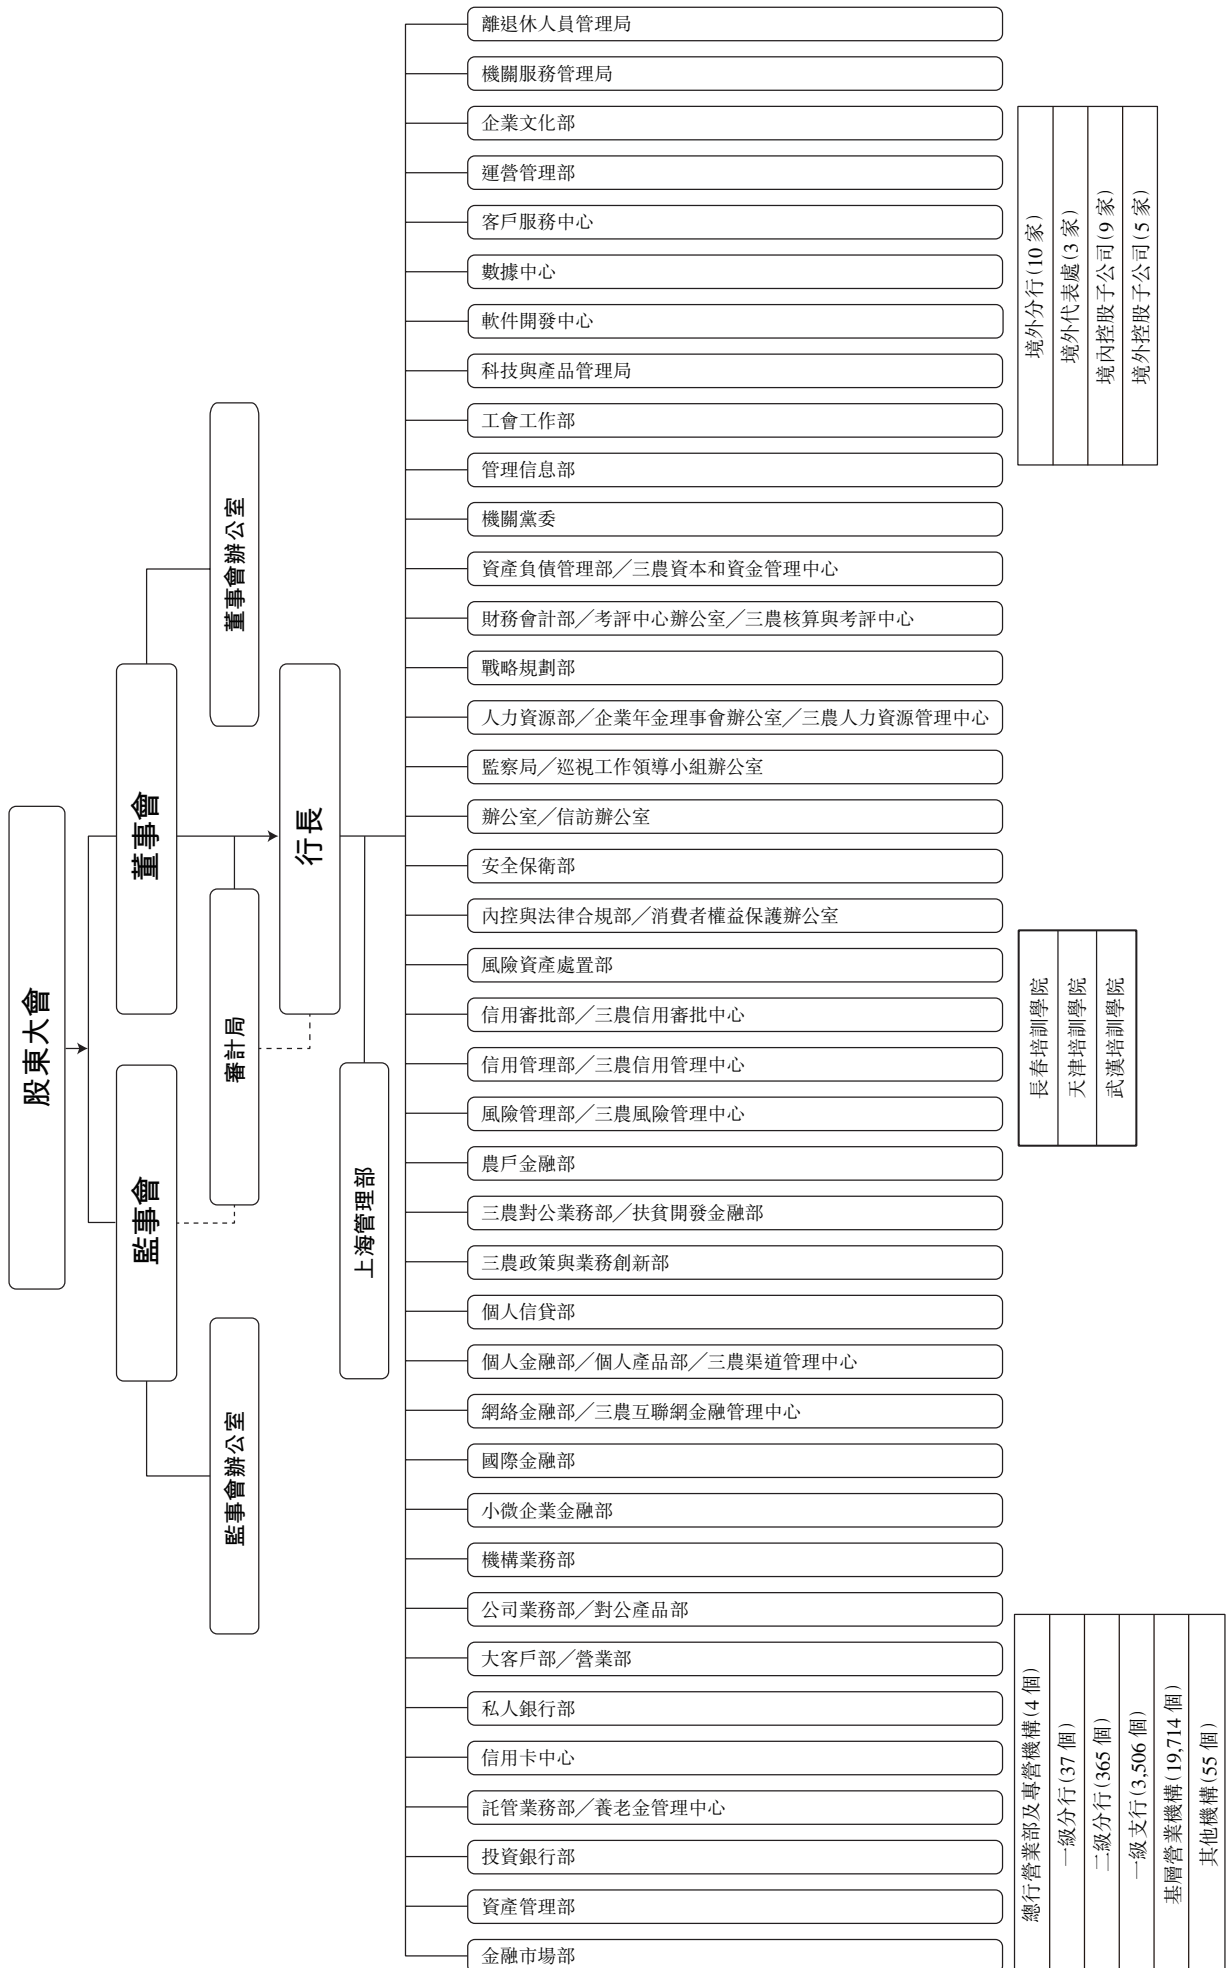 股東大會
董事會
監事會
董事會辦公室
審計局
監事會辦公室
行長
上海管理部
離退休人員管理局
機關服務管理局
企業文化部
運營管理部
客戶服務中心
數據中心
軟件開發中心
科技與產品管理局
工會工作部
管理信息部
機關黨委
資產負債管理部／三農資本和資金管理中心
財務會計部／考評中心辦公室／三農核算與考評中心
戰略規劃部
人力資源部／企業年金理事會辦公室／三農人力資源管理中心
監察局／巡視工作領導小組辦公室
辦公室／信訪辦公室
安全保衛部
內控與法律合規部／消費者權益保護辦公室
風險資產處置部
信用審批部／三農信用審批中心
信用管理部／三農信用管理中心
風險管理部／三農風險管理中心
農戶金融部
三農對公業務部／扶貧開發金融部
三農政策與業務創新部
個人信貸部
個人金融部／個人產品部／三農渠道管理中心
網絡金融部／三農互聯網金融管理中心
國際金融部
小微企業金融部
機構業務部
公司業務部／對公產品部
大客戶部／營業部
私人銀行部
信用卡中心
託管業務部／養老金管理中心
投資銀行部
資產管理部
金融市場部
境外分行(10 家)
境外代表處(3 家)
境內控股子公司(9 家)
境外控股子公司(5 家)
長春培訓學院
天津培訓學院
武漢培訓學院
總行營業部及專營機構(4 個)
一級分行(37 個)
二級分行(365 個)
一級支行(3,506 個)
基層營業機構(19,714 個)
其他機構(55 個)